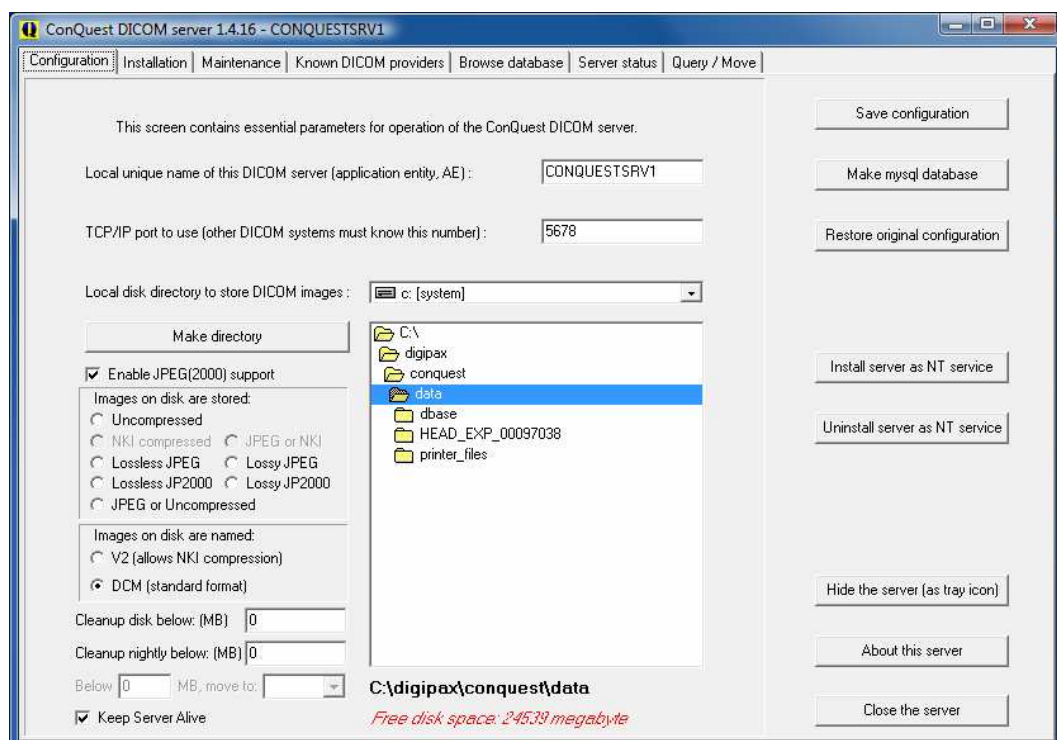 ConQuest DICOM server 1.4.16 - CONQUESTSRV1
Configuration Installation Maintenance Known DICOM providers Browse database Server status Query / Move
This screen contains essential parameters for operation of the ConQuest DICOM server.
Local unique name of this DICOM server (application entity, AE) : CONQUESTSRV1
TCP/IP port to use (other DICOM systems must know this number) : 5678
Local disk directory to store DICOM images : c: [system]
Make directory
Enable JPEG(2000) support
Images on disk are stored:
Uncompressed
NKI compressed JPEG or NKI
Lossless JPEG Lossy JPEG
Lossless JP2000 Lossy JP2000
JPEG or Uncompressed
Images on disk are named:
V2 (allows NKI compression)
DCM (standard format)
Cleanup disk below: (MB) 0
Cleanup nightly below: (MB) 0
Below 0 MB, move to:
Keep Server Alive
C:\
digipax
conquest
data
dbase
HEAD_EXP_00097038
printer_files
C:\digipax\conquest\data
Free disk space: 24539 megabyte
Save configuration
Make mysql database
Restore original configuration
Install server as NT service
Uninstall server as NT service
Hide the server (as tray icon)
About this server
Close the server